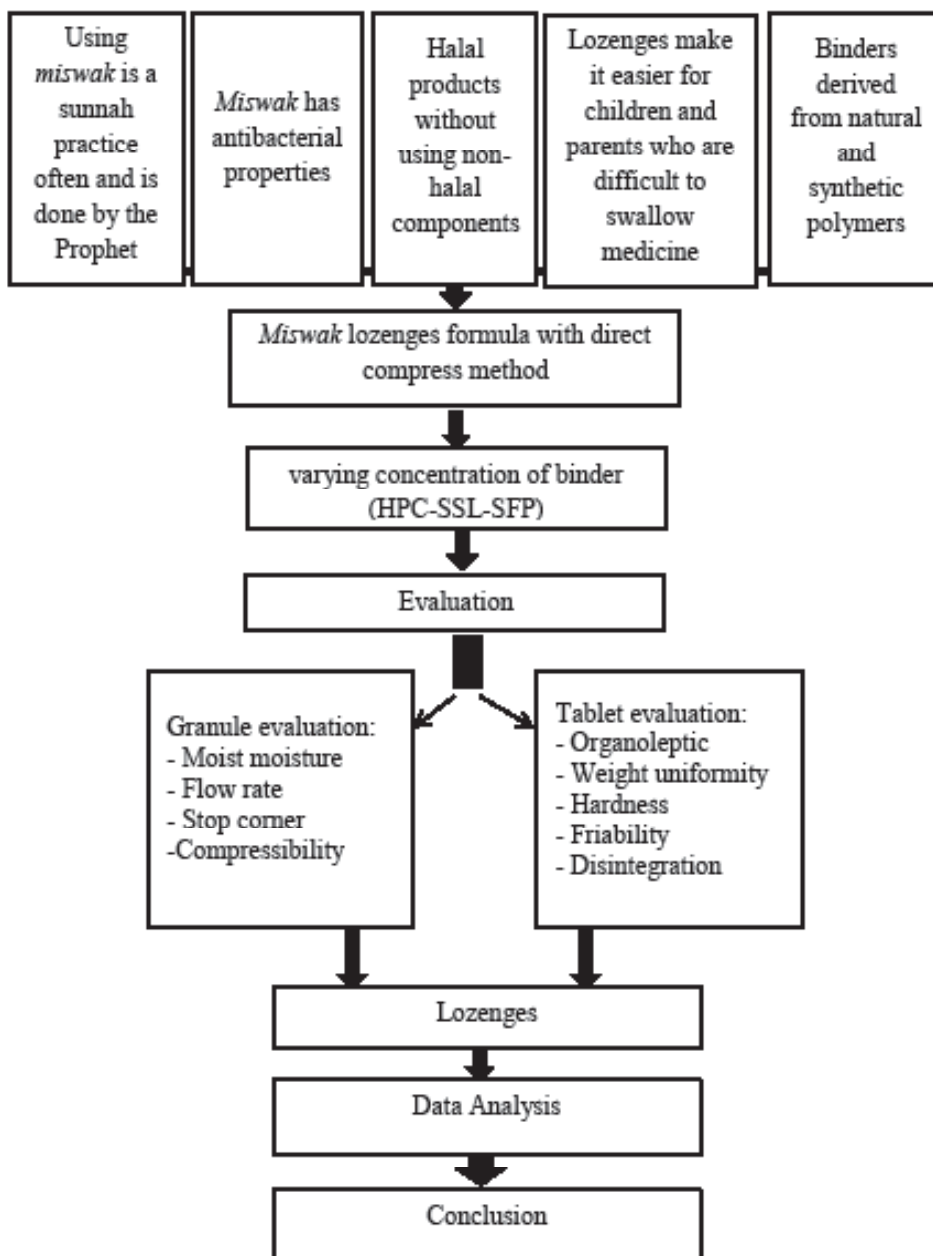 Using
miswak is a
sunnah
practice
often and is
done by the
Prophet
Miswak has
antibacterial
properties
Halal
products
without
using non-
halal
components
Lozenges make
it easier for
children and
parents who are
difficult to
swallow
medicine
Binders
derived
from natural
and
synthetic
polymers
Miswak lozenges formula with direct
compress method
varying concentration of binder
(HPC-SSL-SFP)
Evaluation
Granule evaluation:
- Moist moisture
- Flow rate
- Stop corner
-Compressibility
Tablet evaluation:
- Organoleptic
- Weight uniformity
- Hardness
- Friability
- Disintegration
Lozenges
Data Analysis
Conclusion